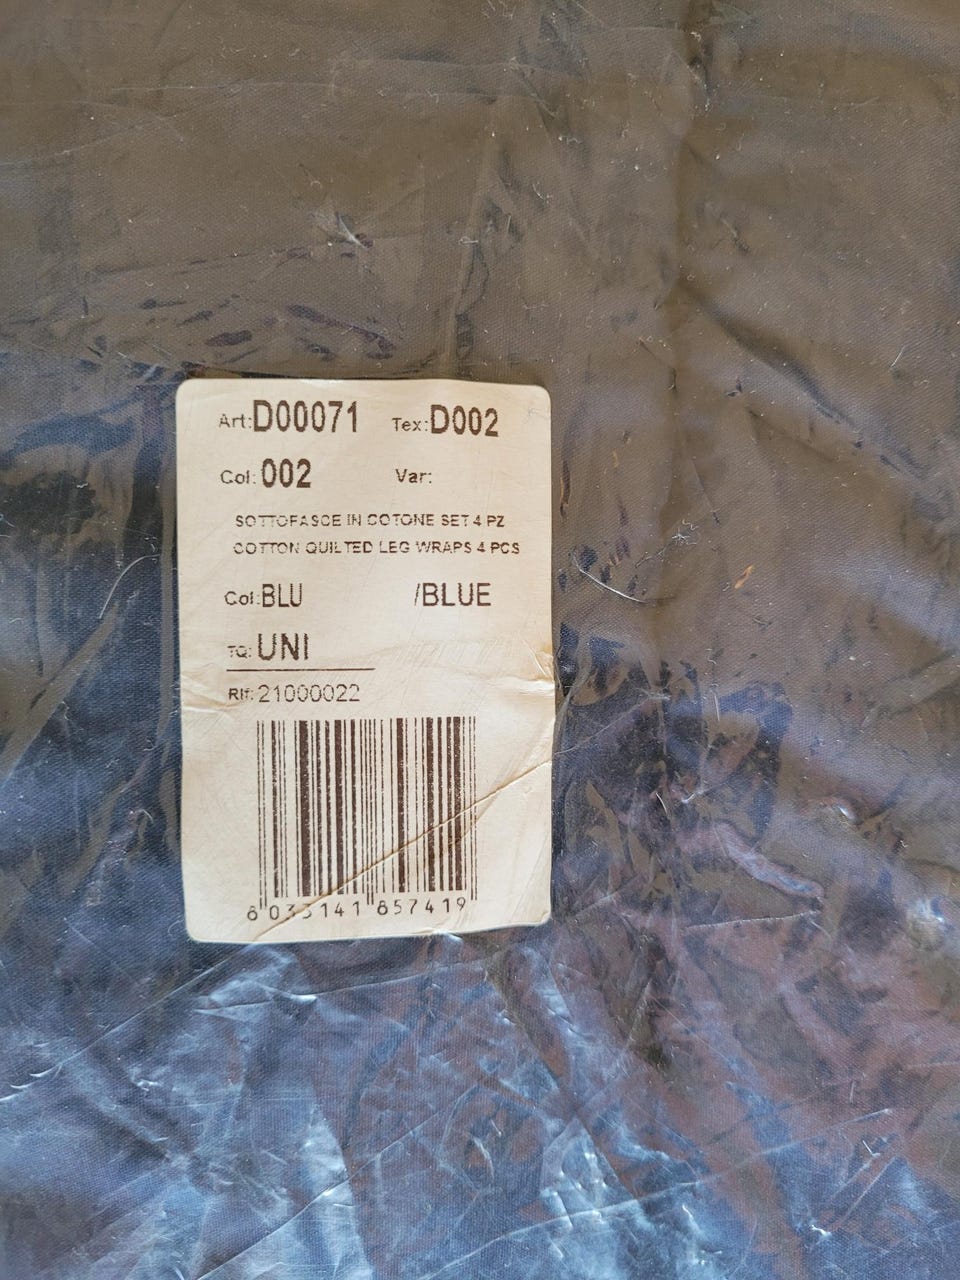 Art:D00071 Tex:D002
Col:002 Var:
SOTTOFASCE IN COTONE SET 4 PZ
COTTON QUILTED LEG WRAPS 4 PCS
Col:BLU /BLUE
TG:UNI
Rif:21000022
8 033141 857419